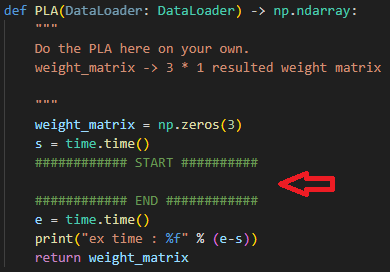 def PLA(DataLoader: DataLoader) -> np.ndarray:
    """
    Do the PLA here on your own.
    weight_matrix -> 3 * 1 resulted weight matrix
    """
    weight_matrix = np.zeros(3)
    s = time.time()
    ############ START ##########
    ############ END ############
    e = time.time()
    print("ex time : %f" % (e-s))
    return weight_matrix